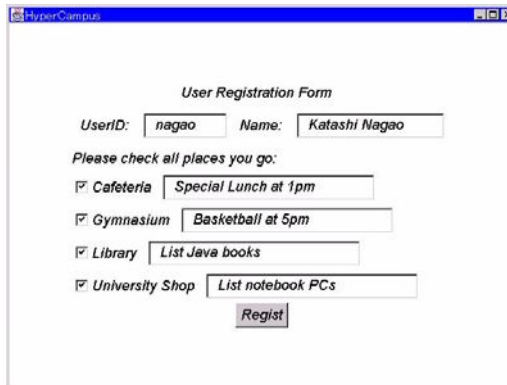 HyperCampus
User Registration Form
UserID: nagao Name: Katashi Nagao
Please check all places you go:
Cafeteria Special Lunch at 1pm
Gymnasium Basketball at 5pm
Library List Java books
University Shop List notebook PCs
Regist